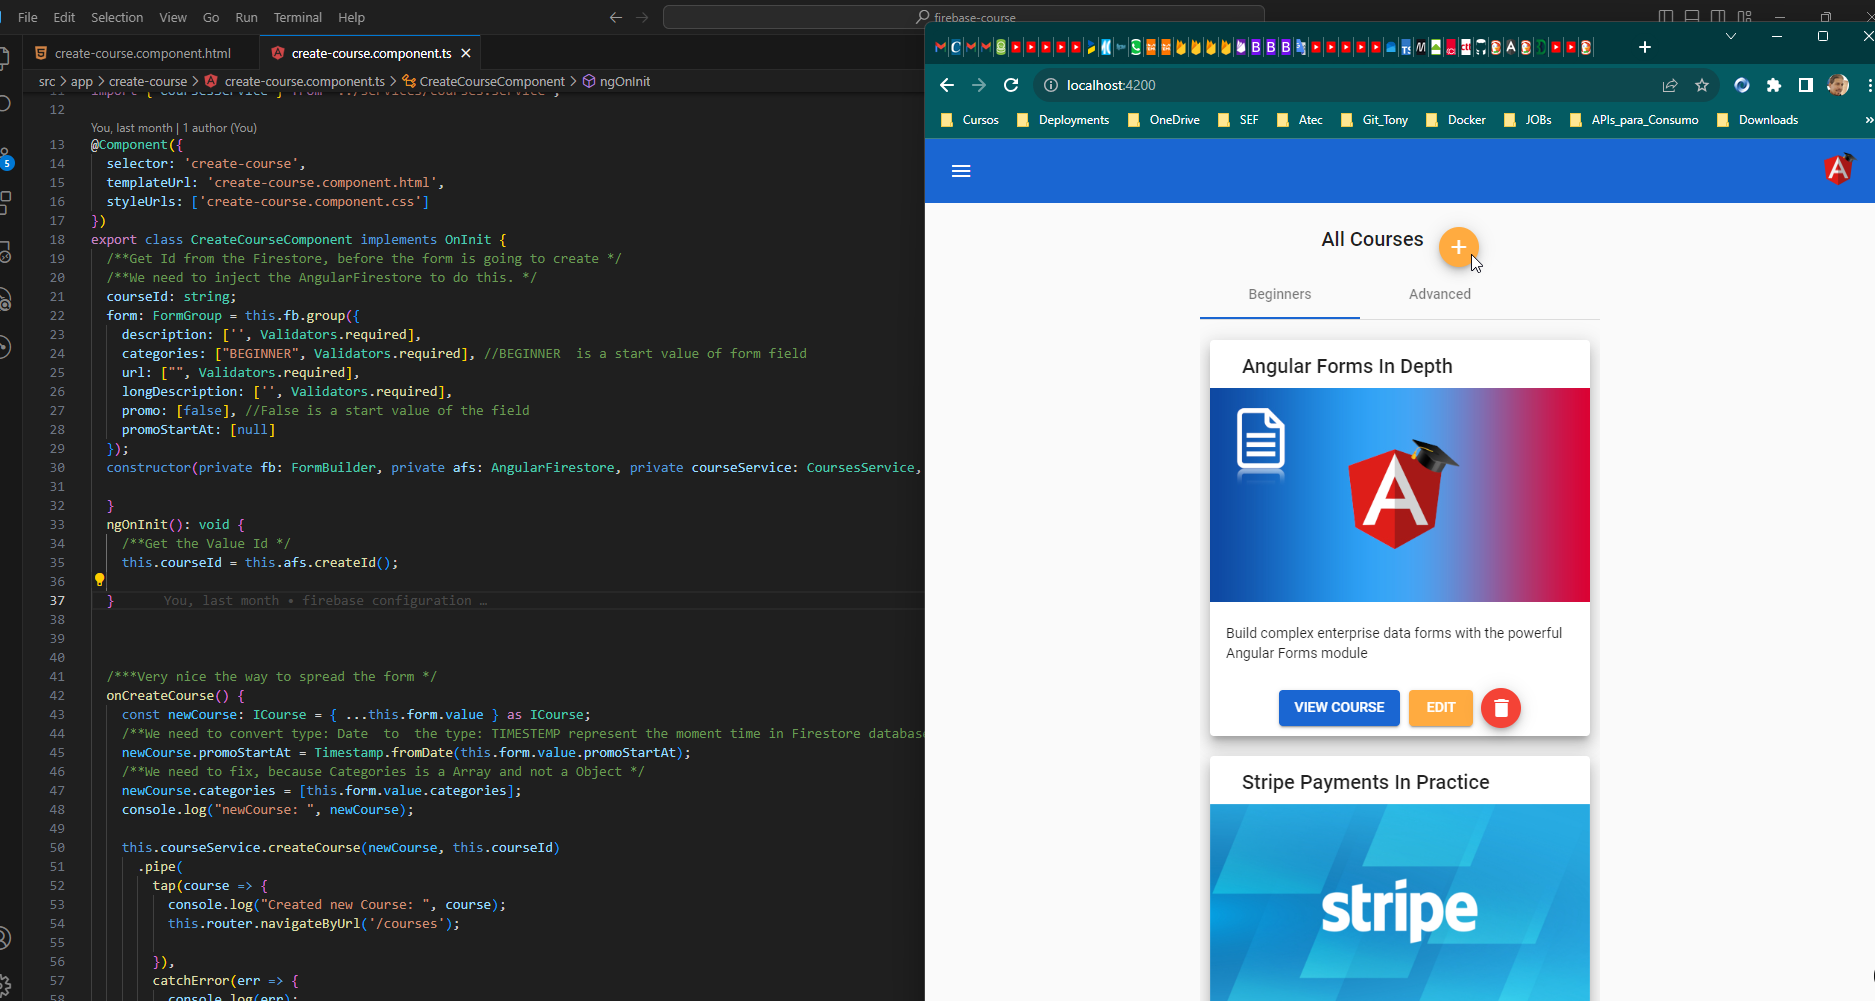 File Edit Selection View Go Run Terminal Help
firebase-course
create-course.component.html
create-course.component.ts
src > app > create-course > create-course.component.ts > CreateCourseComponent > ngOnInit
11 import { CoursesService } from '../services/courses.service';
12
You, last month | 1 author (You)
13 @Component({
14 selector: 'create-course',
15 templateUrl: 'create-course.component.html',
16 styleUrls: ['create-course.component.css']
17 })
18 export class CreateCourseComponent implements OnInit {
19 /**Get Id from the Firestore, before the form is going to create */
20 /**We need to inject the AngularFirestore to do this. */
21 courseId: string;
22 form: FormGroup = this.fb.group({
23 description: ['', Validators.required],
24 categories: ["BEGINNER", Validators.required], //BEGINNER is a start value of form field
25 url: ["", Validators.required],
26 longDescription: ['', Validators.required],
27 promo: [false], //False is a start value of the field
28 promoStartAt: [null]
29 });
30 constructor(private fb: FormBuilder, private afs: AngularFirestore, private courseService: CoursesService,
31
32 }
33 ngOnInit(): void {
34 /**Get the Value Id */
35 this.courseId = this.afs.createId();
36
37 } You, last month • firebase configuration …
38
39
40
41 /***Very nice the way to spread the form */
42 onCreateCourse() {
43 const newCourse: ICourse = { ...this.form.value } as ICourse;
44 /**We need to convert type: Date to the type: TIMESTEMP represent the moment time in Firestore databas
45 newCourse.promoStartAt = Timestamp.fromDate(this.form.value.promoStartAt);
46 /**We need to fix, because Categories is a Array and not a Object */
47 newCourse.categories = [this.form.value.categories];
48 console.log("newCourse: ", newCourse);
49
50 this.courseService.createCourse(newCourse, this.courseId)
51 .pipe(
52 tap(course => {
53 console.log("Created new Course: ", course);
54 this.router.navigateByUrl('/courses');
55
56 }),
57 catchError(err => {
58 console.log(err);
5
localhost:4200
Cursos Deployments OneDrive SEF Atec Git_Tony Docker JOBs APIs_para_Consumo Downloads »
All Courses +
Beginners Advanced
Angular Forms In Depth
A
Build complex enterprise data forms with the powerful
Angular Forms module
VIEW COURSE EDIT
Stripe Payments In Practice
stripe